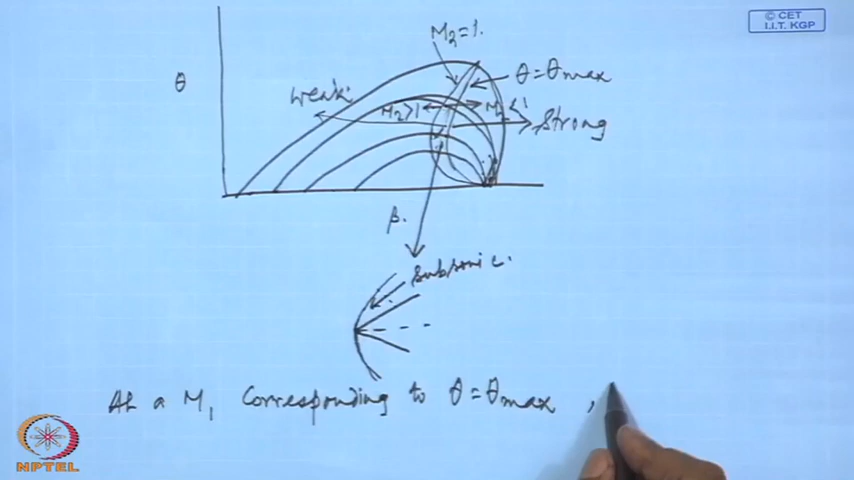 © CET
I.I.T. KGP
M₂=1.
θ
θ=θmax
weak
M₂>1
M₂<1
Strong
β.
Subsonic.
At a M₁ Corresponding to θ=θmax ,
NPTEL